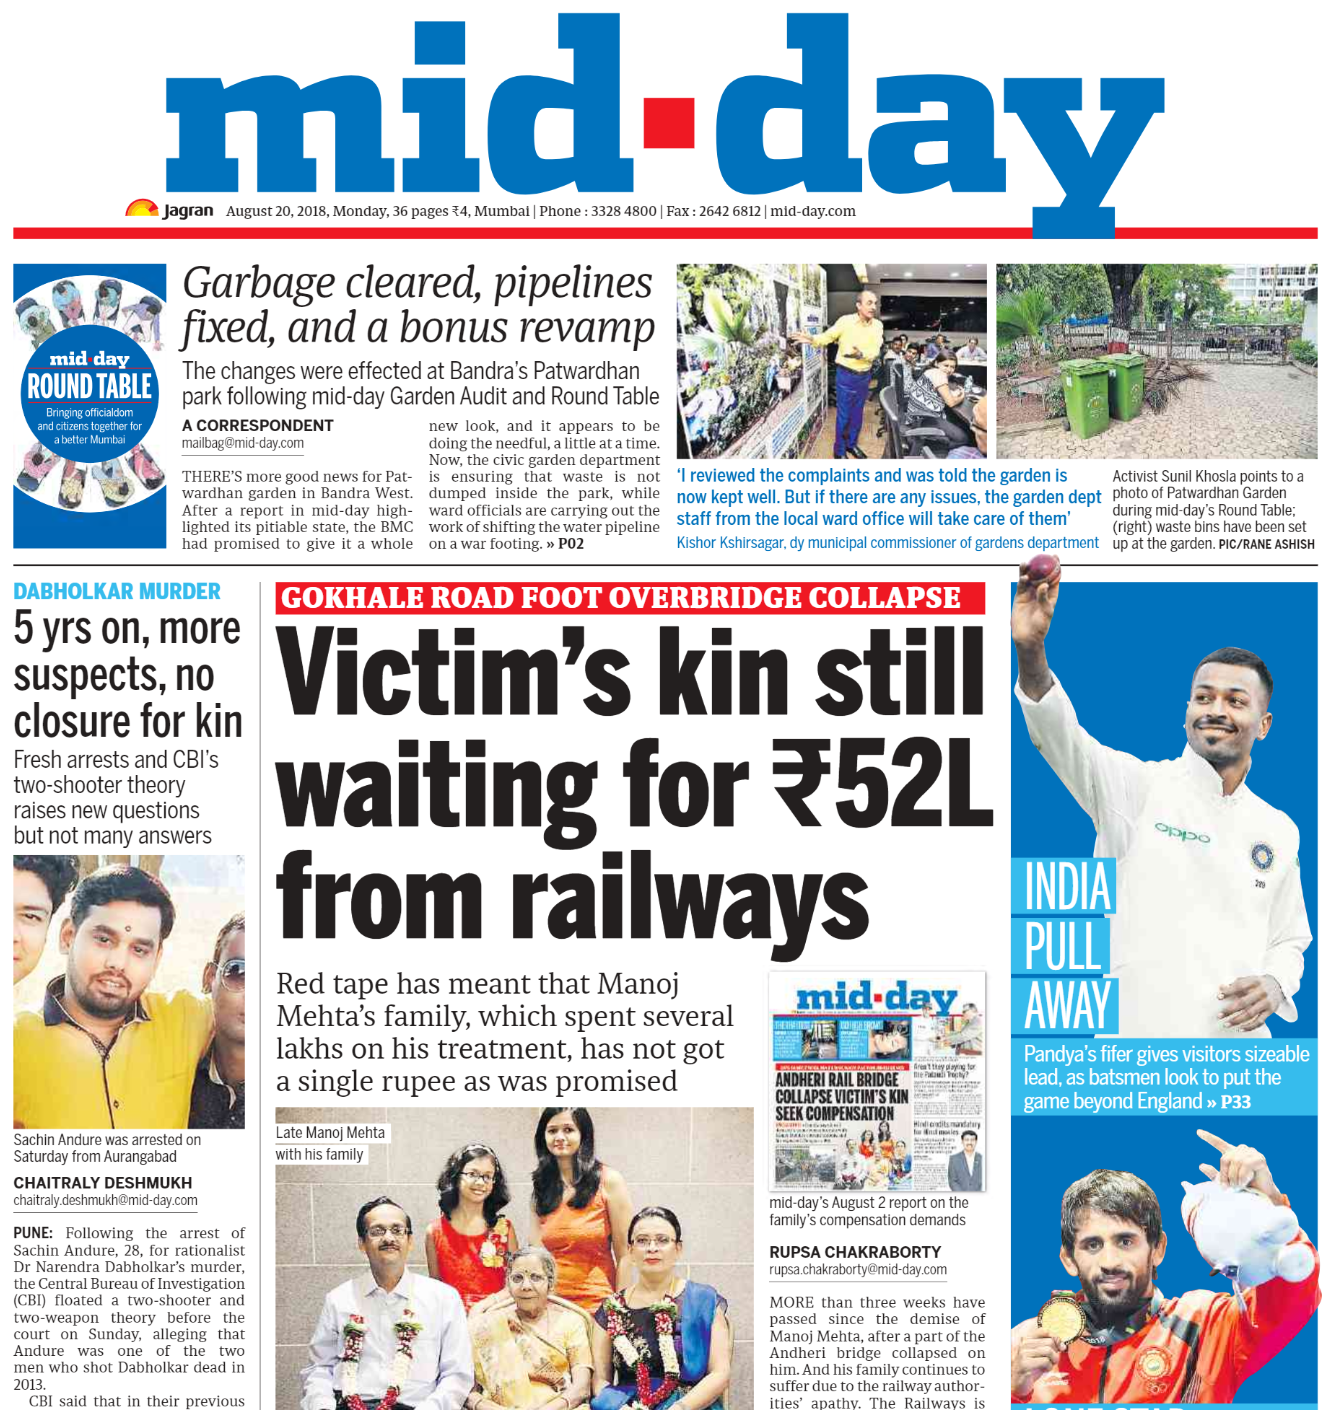 mid-day
Jagran August 20, 2018, Monday, 36 pages ₹4, Mumbai | Phone : 3328 4800 | Fax : 2642 6812 | mid-day.com
mid-day
ROUND TABLE
Bringing officialdom
and citizens together for
a better Mumbai
Garbage cleared, pipelines
fixed, and a bonus revamp
The changes were effected at Bandra's Patwardhan
park following mid-day Garden Audit and Round Table
A CORRESPONDENT
mailbag@mid-day.com
THERE'S more good news for Pat-
wardhan garden in Bandra West.
After a report in mid-day high-
lighted its pitiable state, the BMC
had promised to give it a whole
new look, and it appears to be
doing the needful, a little at a time.
Now, the civic garden department
is ensuring that waste is not
dumped inside the park, while
ward officials are carrying out the
work of shifting the water pipeline
on a war footing. » P02
'I reviewed the complaints and was told the garden is
now kept well. But if there are any issues, the garden dept
staff from the local ward office will take care of them'
Kishor Kshirsagar, dy municipal commissioner of gardens department
Activist Sunil Khosla points to a
photo of Patwardhan Garden
during mid-day's Round Table;
(right) waste bins have been set
up at the garden. PIC/RANE ASHISH
DABHOLKAR MURDER
5 yrs on, more
suspects, no
closure for kin
Fresh arrests and CBI's
two-shooter theory
raises new questions
but not many answers
Sachin Andure was arrested on
Saturday from Aurangabad
CHAITRALY DESHMUKH
chaitraly.deshmukh@mid-day.com
PUNE: Following the arrest of
Sachin Andure, 28, for rationalist
Dr Narendra Dabholkar's murder,
the Central Bureau of Investigation
(CBI) floated a two-shooter and
two-weapon theory before the
court on Sunday, alleging that
Andure was one of the two
men who shot Dabholkar dead in
2013.
CBI said that in their previous
GOKHALE ROAD FOOT OVERBRIDGE COLLAPSE
Victim's kin still
waiting for ₹52L
from railways
Red tape has meant that Manoj
Mehta's family, which spent several
lakhs on his treatment, has not got
a single rupee as was promised
Late Manoj Mehta
with his family
mid-day
Aren't they playing for
the Pataudi Trophy?
ANDHERI RAIL BRIDGE
COLLAPSE VICTIM'S KIN
SEEK COMPENSATION
Hindi credits mandatory
for Hindi movies
mid-day's August 2 report on the
family's compensation demands
RUPSA CHAKRABORTY
rupsa.chakraborty@mid-day.com
MORE than three weeks have
passed since the demise of
Manoj Mehta, after a part of the
Andheri bridge collapsed on
him. And his family continues to
suffer due to the railway author-
ities' apathy. The Railways is
oppo
289
INDIA
PULL
AWAY
Pandya's fifer gives visitors sizeable
lead, as batsmen look to put the
game beyond England » P33